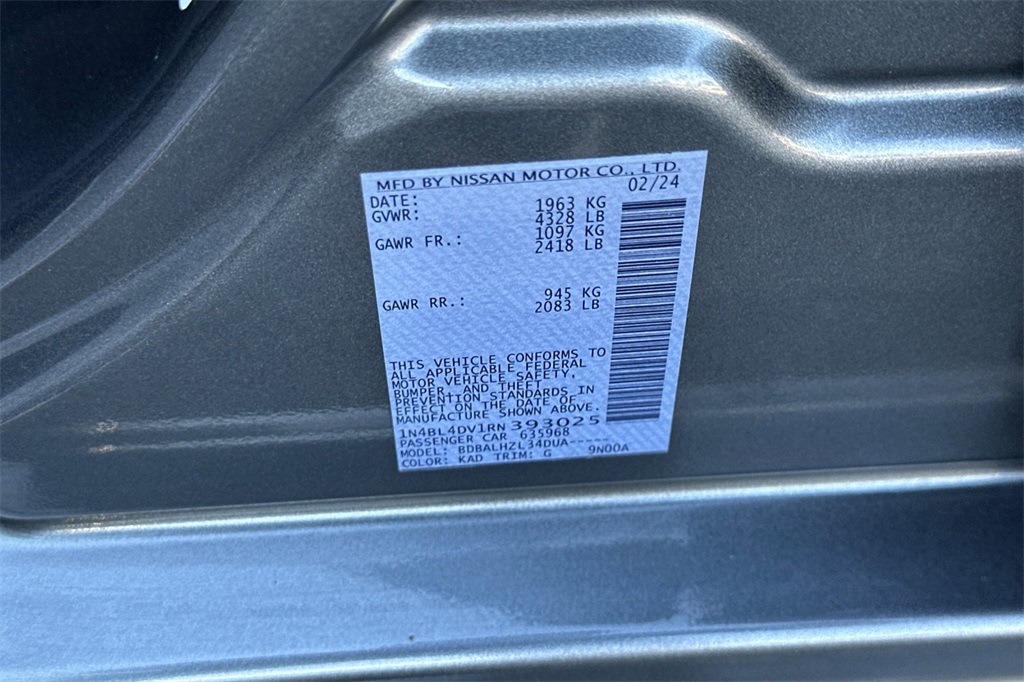 MFD BY NISSAN MOTOR CO., LTD.
DATE: 02/24
GVWR: 1963 KG
4328 LB
GAWR FR.: 1097 KG
2418 LB
GAWR RR.: 945 KG
2083 LB
THIS VEHICLE CONFORMS TO
ALL APPLICABLE FEDERAL
MOTOR VEHICLE SAFETY,
BUMPER, AND THEFT
PREVENTION STANDARDS IN
EFFECT ON THE DATE OF
MANUFACTURE SHOWN ABOVE.
1N4BL4DV1RN393025
PASSENGER CAR 635968
MODEL: BDBALHZL34DUA-----
COLOR: KAD TRIM: G 9N00A